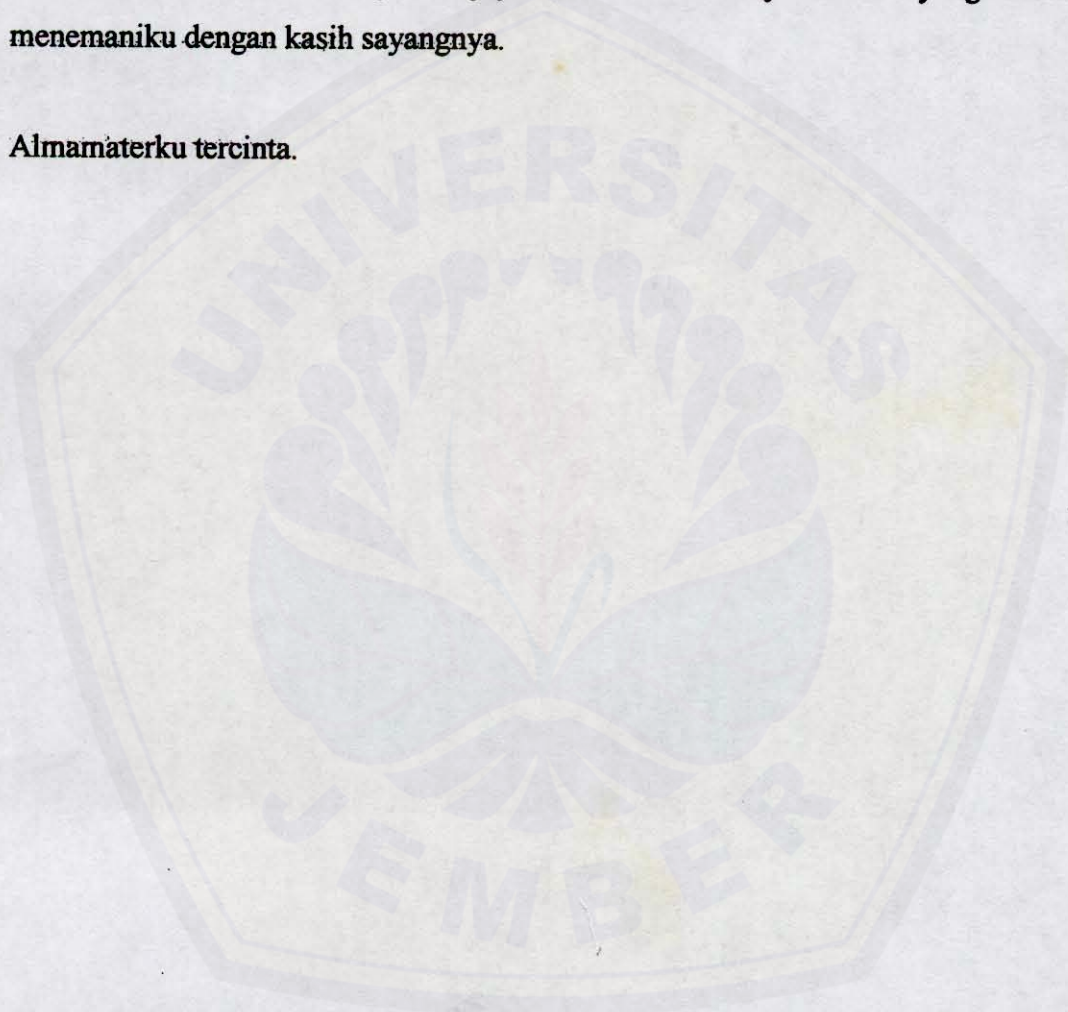 menemaniku dengan kasih sayangnya.
Almamaterku tercinta.
UNIVERSITAS
JEMBER